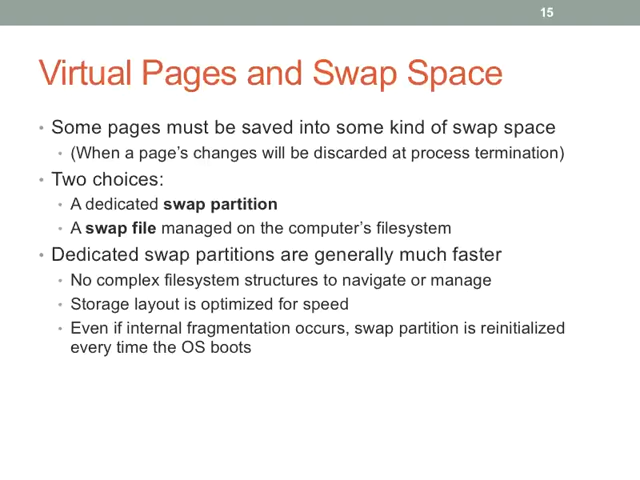 15
Virtual Pages and Swap Space
• Some pages must be saved into some kind of swap space
• (When a page's changes will be discarded at process termination)
• Two choices:
• A dedicated swap partition
• A swap file managed on the computer's filesystem
• Dedicated swap partitions are generally much faster
• No complex filesystem structures to navigate or manage
• Storage layout is optimized for speed
• Even if internal fragmentation occurs, swap partition is reinitialized
every time the OS boots